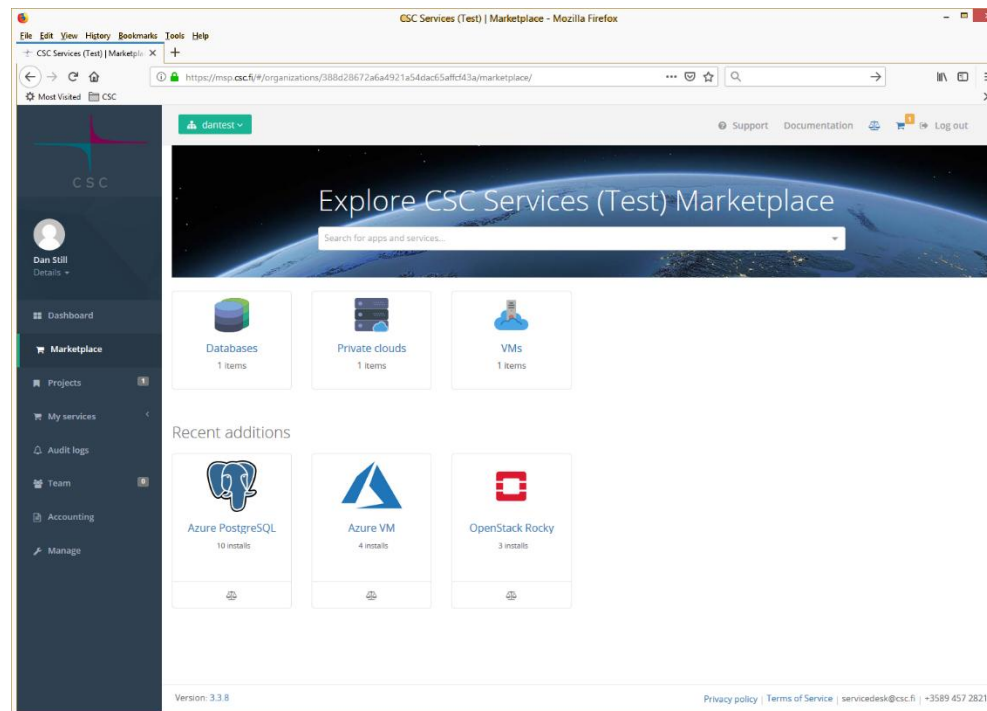 CSC Services (Test) | Marketplace - Mozilla Firefox
File Edit View History Bookmarks Tools Help
CSC Services (Test) | Marketpla
https://msp.csc.fi/#/organizations/388d28672a6a4921a54dac65affcf43a/marketplace/
Most Visited CSC
dantest
Support Documentation 1 Log out
CSC
Explore CSC Services (Test) Marketplace
Search for apps and services...
Dan Still
Details
Dashboard
Marketplace
Projects 1
My services
Audit logs
Team 0
Accounting
Manage
Databases Private clouds VMs
1 items 1 items 1 items
Recent additions
Azure PostgreSQL Azure VM OpenStack Rocky
10 installs 4 installs 3 installs
Version: 3.3.8
Privacy policy | Terms of Service | servicedesk@csc.fi | +3589 457 2821